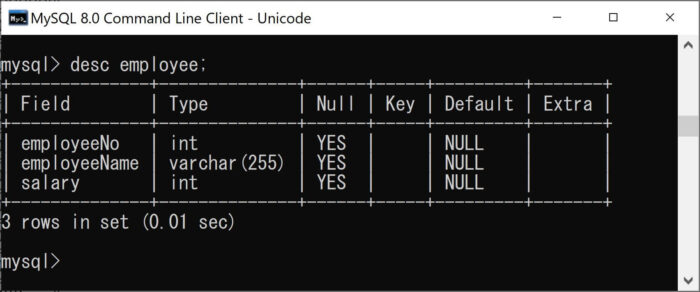 MySQL 8.0 Command Line Client - Unicode
mysql> desc employee;
+--------------+--------------+------+-----+---------+-------+
| Field        | Type         | Null | Key | Default | Extra |
+--------------+--------------+------+-----+---------+-------+
| employeeNo   | int          | YES  |     | NULL    |       |
| employeeName | varchar(255) | YES  |     | NULL    |       |
| salary       | int          | YES  |     | NULL    |       |
+--------------+--------------+------+-----+---------+-------+
3 rows in set (0.01 sec)
mysql>